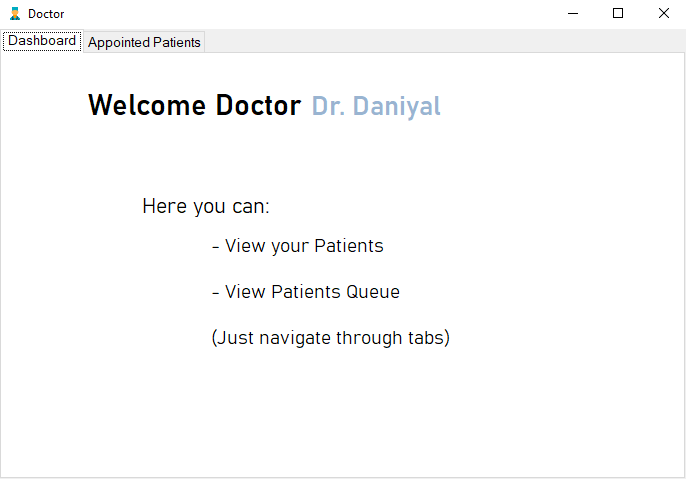 Doctor
Dashboard Appointed Patients
Welcome Doctor Dr. Daniyal
Here you can:
- View your Patients
- View Patients Queue
(Just navigate through tabs)